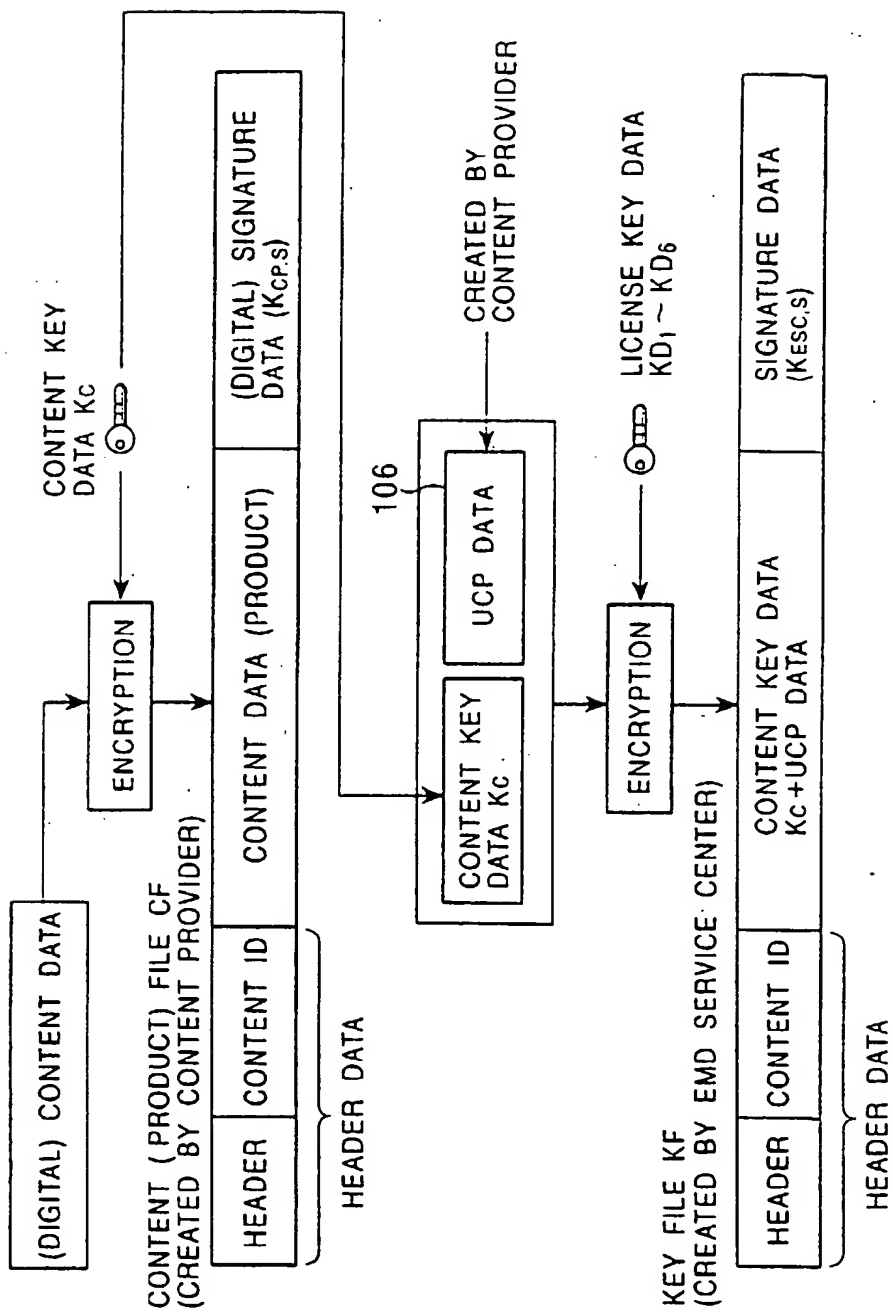 (DIGITAL) CONTENT DATA
CONTENT KEY
DATA Kc
ENCRYPTION
CONTENT (PRODUCT) FILE CF
(CREATED BY CONTENT PROVIDER)
HEADER
CONTENT ID
CONTENT DATA (PRODUCT)
(DIGITAL) SIGNATURE
DATA (KCP,S)
HEADER DATA
106
CONTENT KEY
DATA Kc
UCP DATA
CREATED BY
CONTENT PROVIDER
LICENSE KEY DATA
KD1 ~ KD6
ENCRYPTION
KEY FILE KF
(CREATED BY EMD SERVICE CENTER)
HEADER
CONTENT ID
CONTENT KEY DATA
Kc+UCP DATA
SIGNATURE DATA
(KESC,S)
HEADER DATA